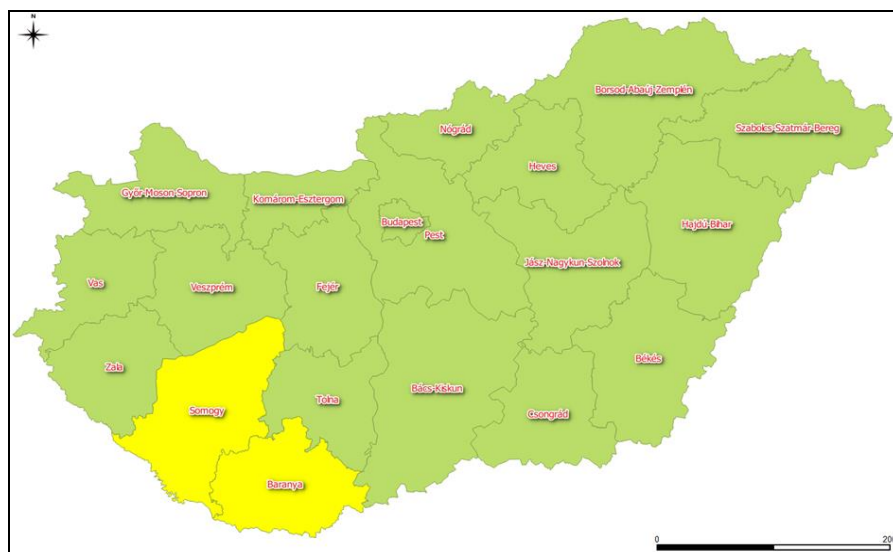 N
Borsod-Abaúj-Zemplén
Szabolcs-Szatmár-Bereg
Nógrád
Heves
Győr-Moson-Sopron
Komárom-Esztergom
Budapest
Pest
Hajdú-Bihar
Jász-Nagykun-Szolnok
Vas
Veszprém
Fejér
Zala
Békés
Somogy
Tolna
Bács-Kiskun
Csongrád
Baranya
0
20